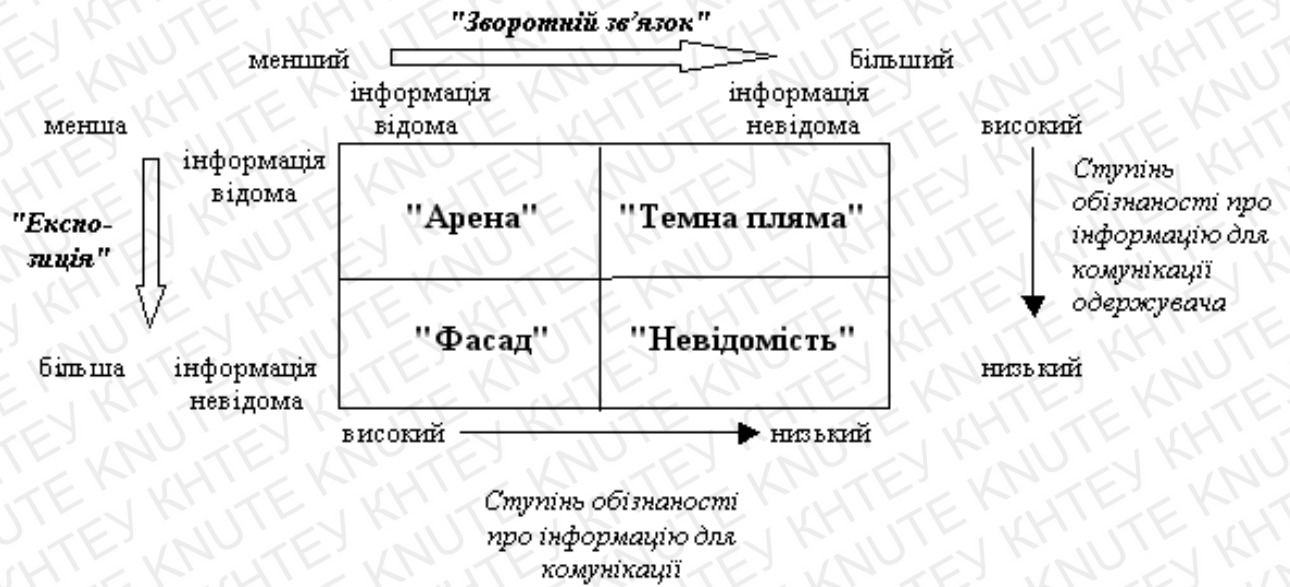 "Зворотній зв’язок"
менший більший
інформація інформація
відома невідома
менша високий
інформація
відома
"Експо-
зиція"
"Арена" "Темна пляма"
Ступінь
обізнаності про
інформацію для
комунікації
одержувача
"Фасад" "Невідомість"
більша інформація
невідома
низький
високий низький
Ступінь обізнаності
про інформацію для
комунікації